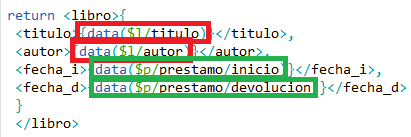 return <libro>{
<titulo>{data($l/titulo)}</titulo>,
<autor>{data($l/autor)}</autor>,
<fecha_i>{data($p/prestamo/inicio)}</fecha_i>,
<fecha_d>{data($p/prestamo/devolucion)}</fecha_d>
}
</libro>